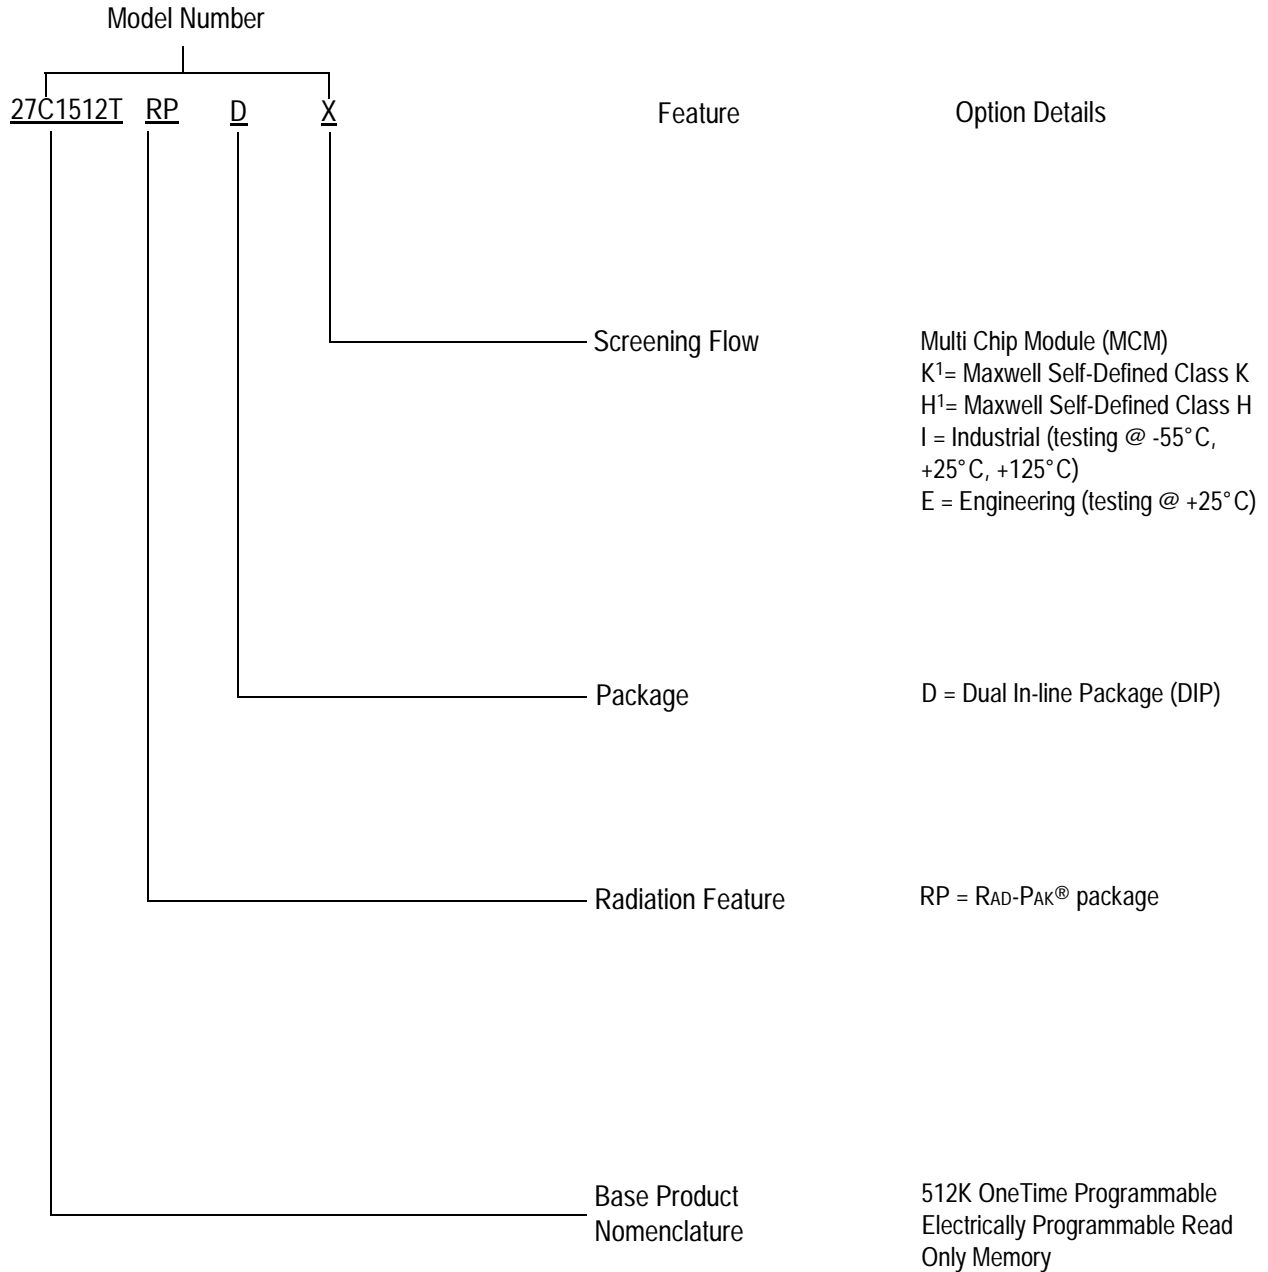 Model Number
27C1512T RP D X
Feature Option Details
Screening Flow
Multi Chip Module (MCM)
K1= Maxwell Self-Defined Class K
H1= Maxwell Self-Defined Class H
I = Industrial (testing @ -55°C,
+25°C, +125°C)
E = Engineering (testing @ +25°C)
Package
D = Dual In-line Package (DIP)
Radiation Feature
RP = RAD-PAK® package
Base Product
Nomenclature
512K OneTime Programmable
Electrically Programmable Read
Only Memory